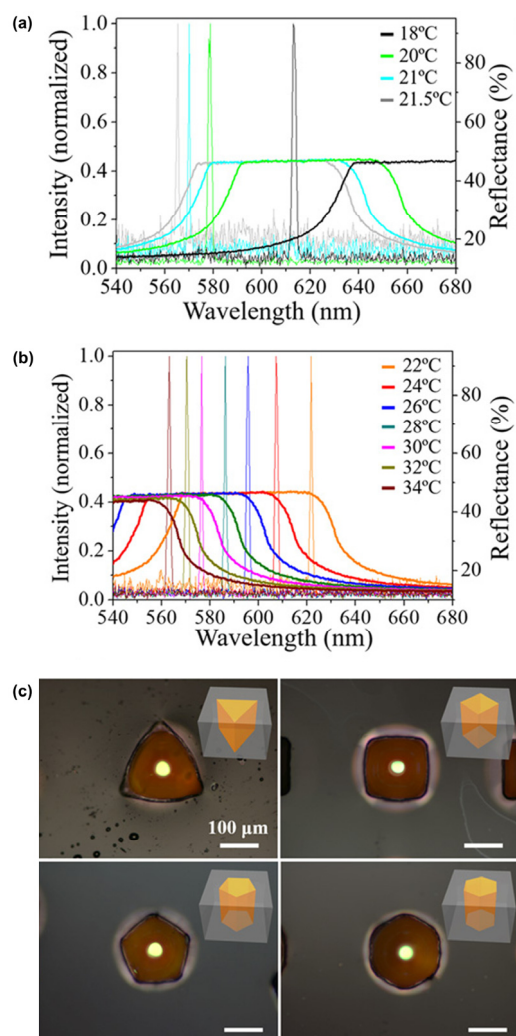 (a)
1.0
0.8
0.6
0.4
0.2
0.0
Intensity (normalized)
18ºC
20ºC
21ºC
21.5ºC
80
60
40
20
Reflectance (%)
540 560 580 600 620 640 660 680
Wavelength (nm)
(b)
1.0
0.8
0.6
0.4
0.2
0.0
Intensity (normalized)
22ºC
24ºC
26ºC
28ºC
30ºC
32ºC
34ºC
80
60
40
20
Reflectance (%)
540 560 580 600 620 640 660 680
Wavelength (nm)
(c)
100 µm